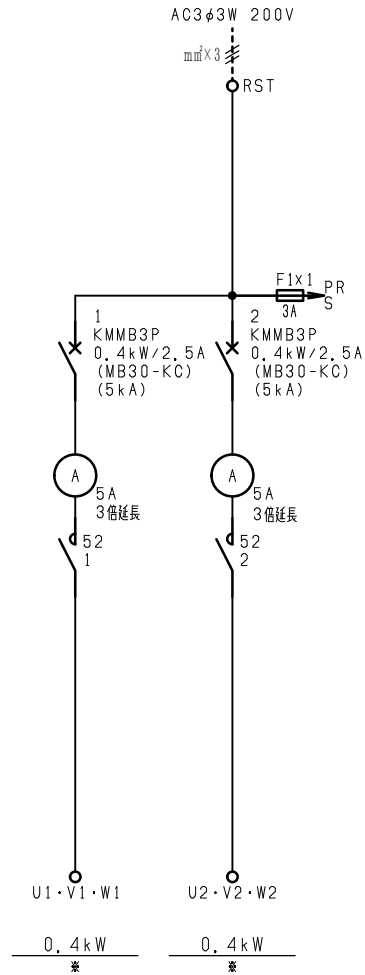 AC3φ3W 200V
mm²×3
RST
F1×1
PR
S
3A
1
KMMB3P
0.4kW/2.5A
(MB30-KC)
(5kA)
2
KMMB3P
0.4kW/2.5A
(MB30-KC)
(5kA)
A
5A
3倍延長
A
5A
3倍延長
52
1
52
2
U1・V1・W1
U2・V2・W2
0.4kW
※
0.4kW
※